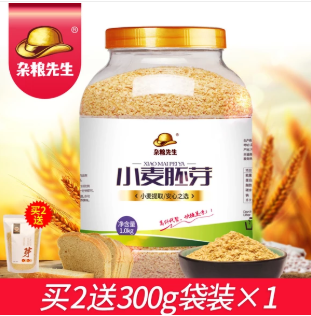 杂粮先生
杂粮先生
XIAO MAI PEI YA
小麦胚芽
小麦提取/安心之选
净含量
1.0kg
买2
送
芽
买2送300g袋装×1